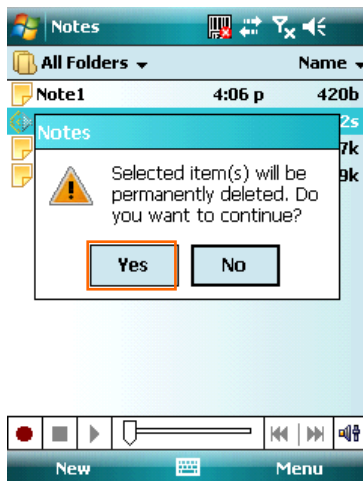 Notes
All Folders Name
Note1 4:06 p 420b
2s
Notes
7k
9k
Selected item(s) will be
permanently deleted. Do
you want to continue?
Yes No
New Menu